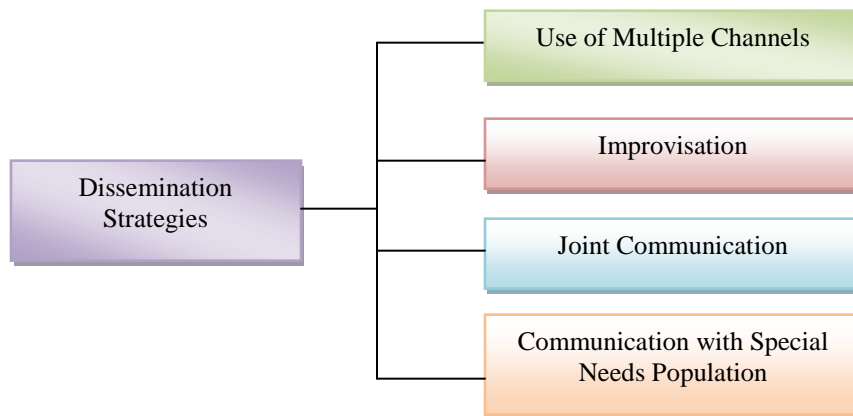 Dissemination
Strategies
Use of Multiple Channels
Improvisation
Joint Communication
Communication with Special
Needs Population